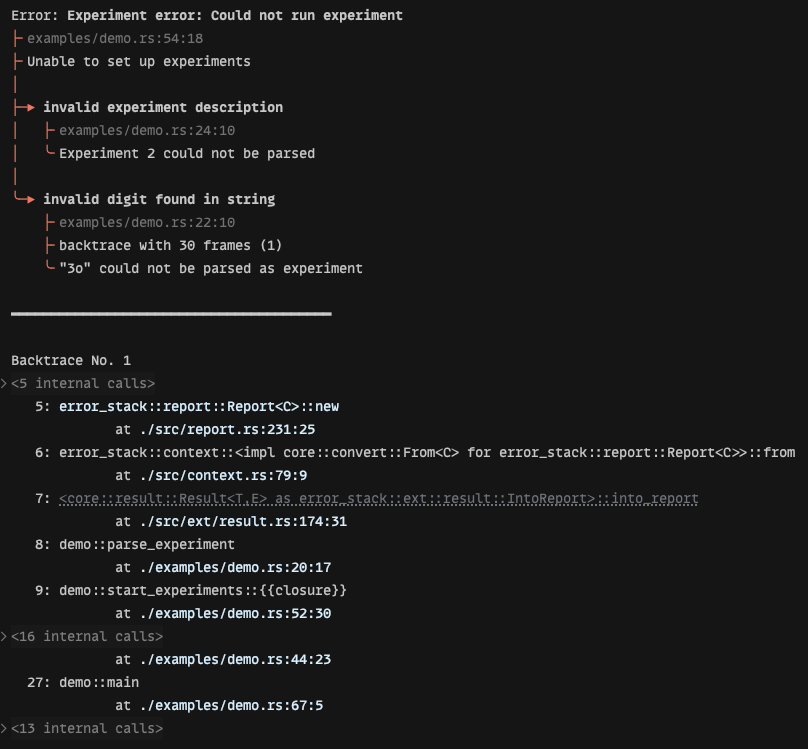 Error: Experiment error: Could not run experiment
├╴examples/demo.rs:54:18
├╴Unable to set up experiments
│
├─▶ invalid experiment description
│   ├╴examples/demo.rs:24:10
│   ╰╴Experiment 2 could not be parsed
│
╰─▶ invalid digit found in string
    ├╴examples/demo.rs:22:10
    ├╴backtrace with 30 frames (1)
    ╰╴"3o" could not be parsed as experiment

━━━━━━━━━━━━━━━━━━━━━━━━━━━━━━━━━━━━━━━━

Backtrace No. 1
><5 internal calls>
   5: error_stack::report::Report<C>::new
             at ./src/report.rs:231:25
   6: error_stack::context::<impl core::convert::From<C> for error_stack::report::Report<C>>::from
             at ./src/context.rs:79:9
   7: <core::result::Result<T,E> as error_stack::ext::result::IntoReport>::into_report
             at ./src/ext/result.rs:174:31
   8: demo::parse_experiment
             at ./examples/demo.rs:20:17
   9: demo::start_experiments::{{closure}}
             at ./examples/demo.rs:52:30
><16 internal calls>
             at ./examples/demo.rs:44:23
  27: demo::main
             at ./examples/demo.rs:67:5
><13 internal calls>